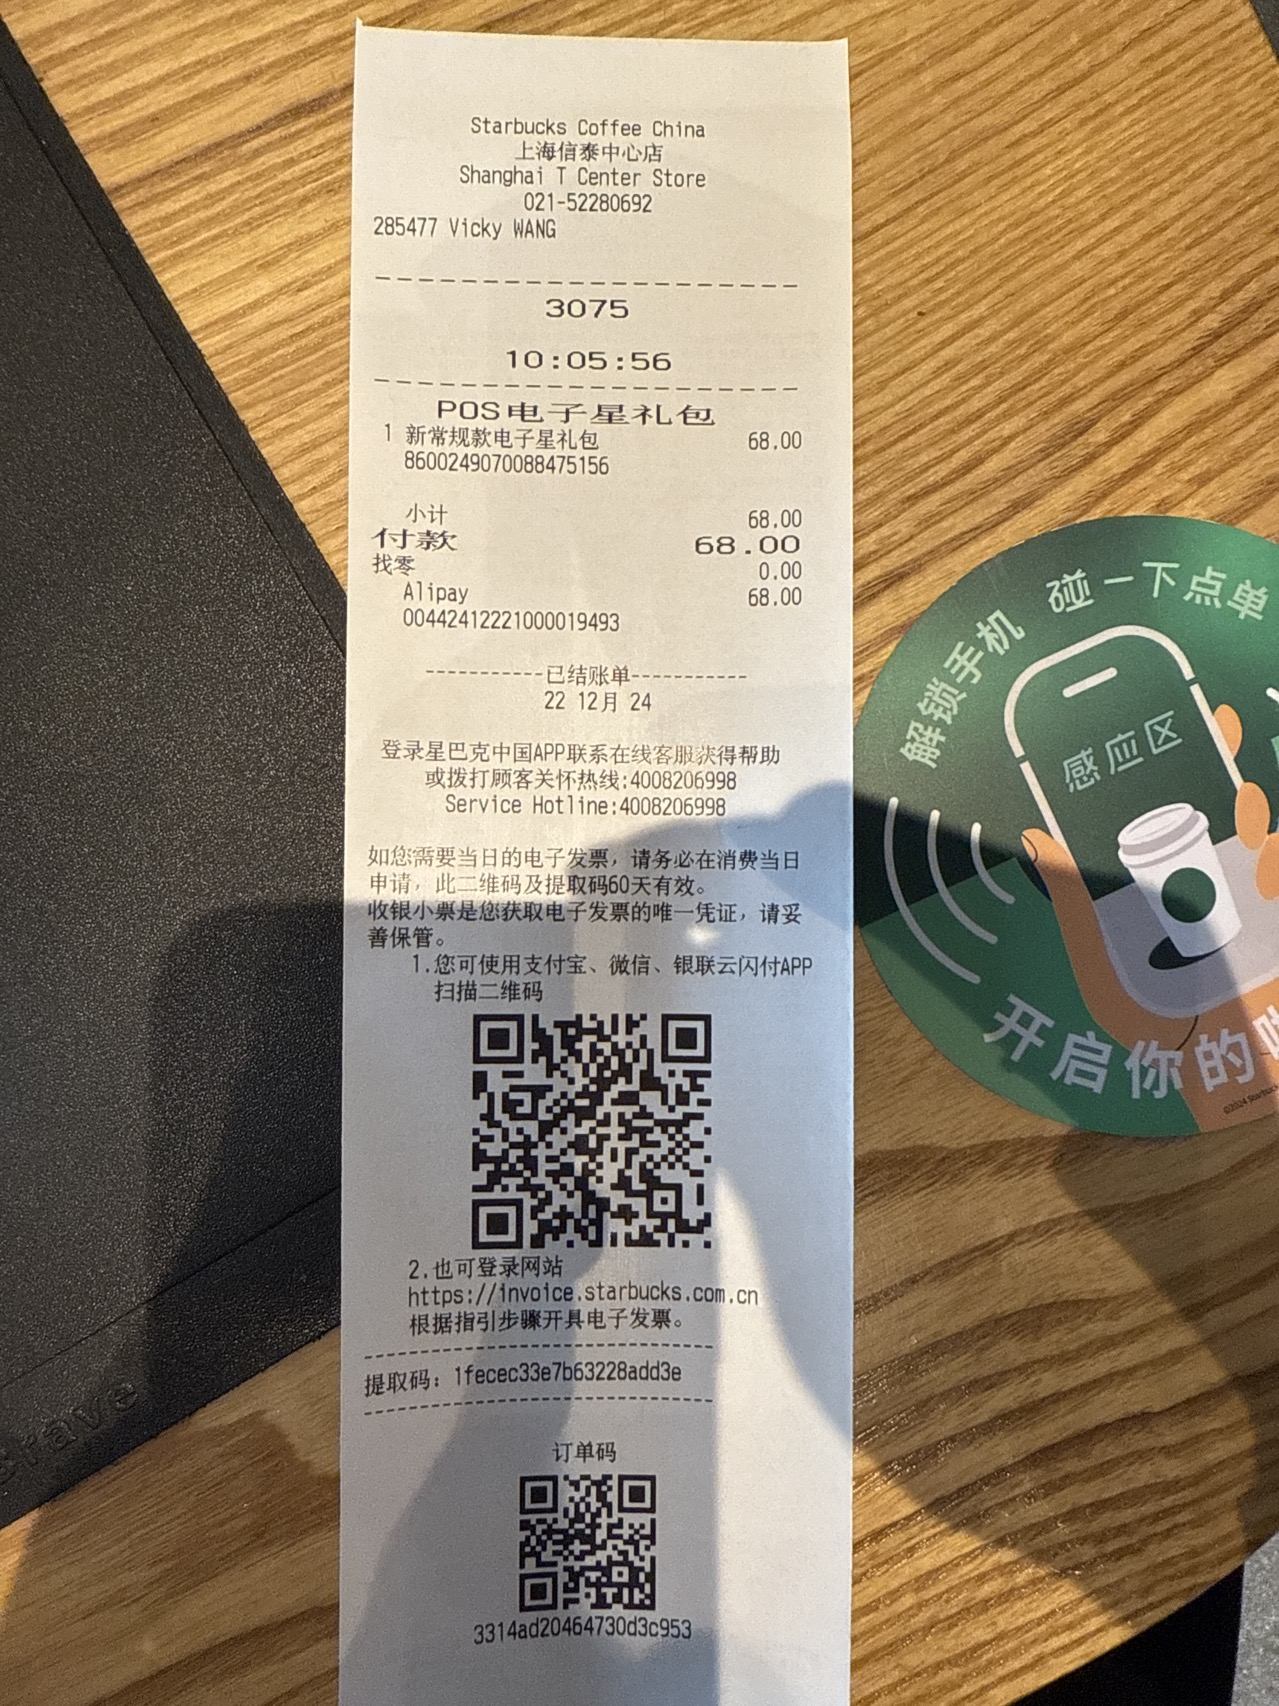 Starbucks Coffee China
上海信泰中心店
Shanghai T Center Store
021-52280692
285477 Vicky WANG
3075
10:05:56
POS电子星礼包
1 新常规款电子星礼包 68.00
8600249070088475156
小计 68.00
付款 68.00
找零 0.00
Alipay 68.00
00442412221000019493
-----------已结账单-----------
22 12月 24
登录星巴克中国APP联系在线客服获得帮助
或拨打顾客关怀热线:4008206998
Service Hotline:4008206998
如您需要当日的电子发票，请务必在消费当日
申请，此二维码及提取码60天有效。
收银小票是您获取电子发票的唯一凭证，请妥
善保管。
1.您可使用支付宝、微信、银联云闪付APP
扫描二维码
2.也可登录网站
https://invoice.starbucks.com.cn
根据指引步骤开具电子发票。
提取码：1fecec33e7b63228add3e
订单码
3314ad20464730d3c953
解锁手机 碰一下点单
感应区
开启你的
©2024